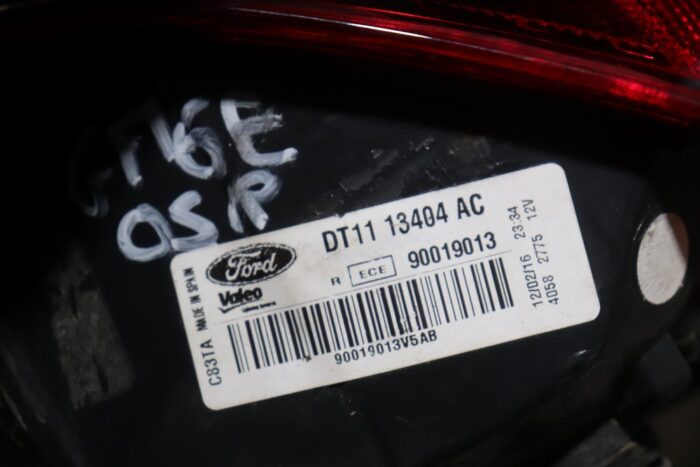 OSR
DT11 13404 AC
Ford
R ECE 90019013
Valeo
90019013V5AB
C83TA MADE IN SPAIN
12/02/16 23:34
4058 2775 12V